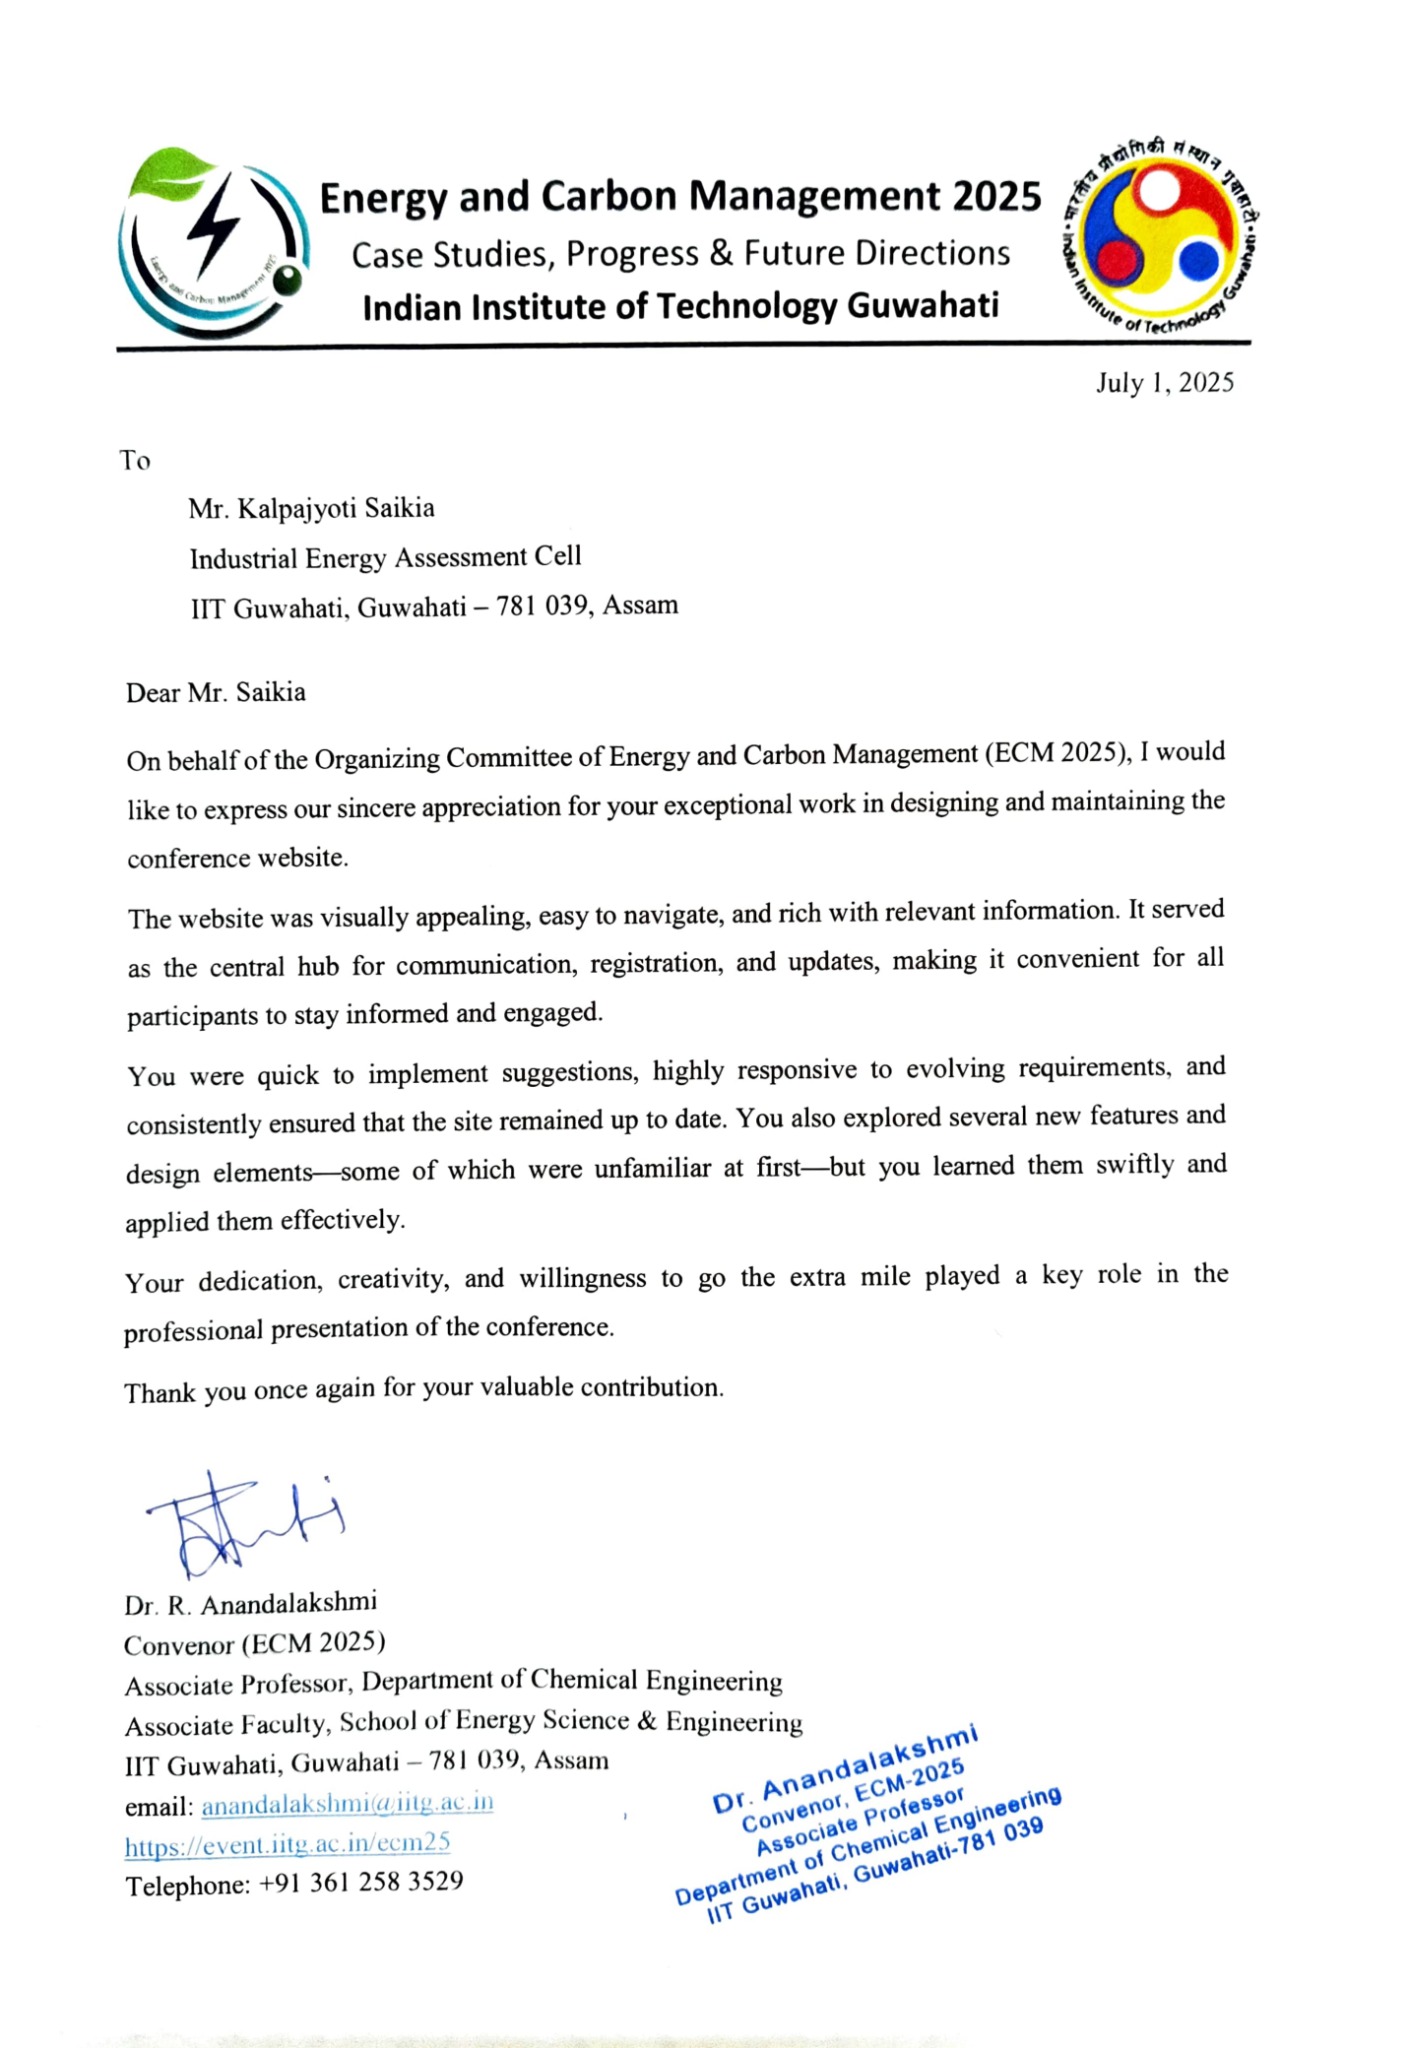 Energy and Carbon Management 2025
Case Studies, Progress & Future Directions
Indian Institute of Technology Guwahati
Energy and Carbon Management 2025
भारतीय प्रौद्योगिकी संस्थान गुवाहाटी
Indian Institute of Technology Guwahati
July 1, 2025
To
Mr. Kalpajyoti Saikia
Industrial Energy Assessment Cell
IIT Guwahati, Guwahati – 781 039, Assam
Dear Mr. Saikia
On behalf of the Organizing Committee of Energy and Carbon Management (ECM 2025), I would
like to express our sincere appreciation for your exceptional work in designing and maintaining the
conference website.
The website was visually appealing, easy to navigate, and rich with relevant information. It served
as the central hub for communication, registration, and updates, making it convenient for all
participants to stay informed and engaged.
You were quick to implement suggestions, highly responsive to evolving requirements, and
consistently ensured that the site remained up to date. You also explored several new features and
design elements—some of which were unfamiliar at first—but you learned them swiftly and
applied them effectively.
Your dedication, creativity, and willingness to go the extra mile played a key role in the
professional presentation of the conference.
Thank you once again for your valuable contribution.
Dr. R. Anandalakshmi
Convenor (ECM 2025)
Associate Professor, Department of Chemical Engineering
Associate Faculty, School of Energy Science & Engineering
IIT Guwahati, Guwahati – 781 039, Assam
email: anandalakshmi@iitg.ac.in
https://event.iitg.ac.in/ecm25
Telephone: +91 361 258 3529
Dr. Anandalakshmi
Convenor, ECM-2025
Associate Professor
Department of Chemical Engineering
IIT Guwahati, Guwahati-781 039